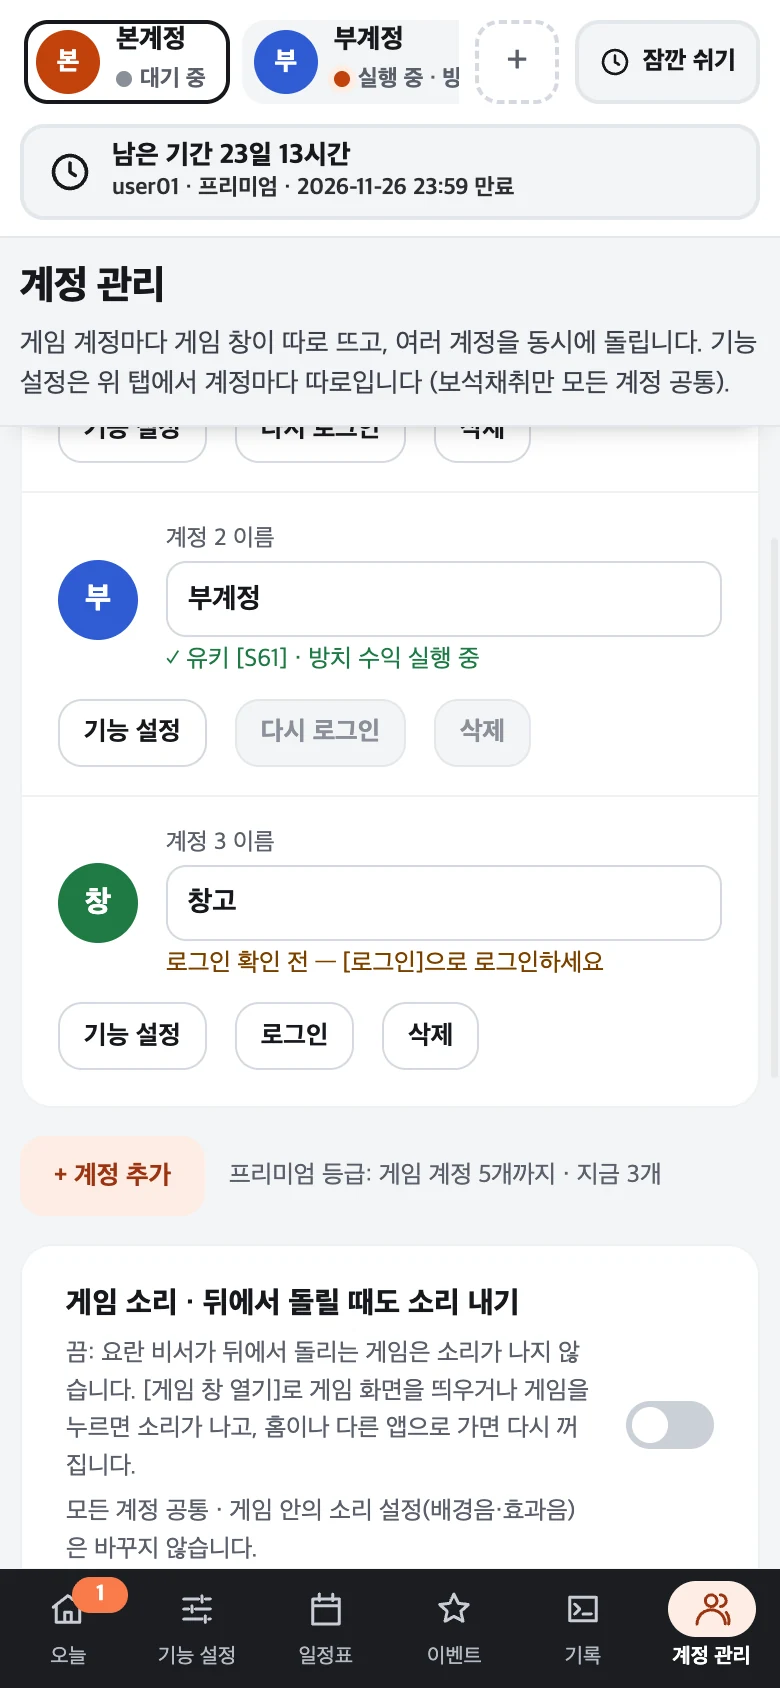 본
본계정
대기 중
부
부계정
실행 중 · 방
+
잠깐 쉬기
남은 기간 23일 13시간
user01 · 프리미엄 · 2026-11-26 23:59 만료
계정 관리
게임 계정마다 게임 창이 따로 뜨고, 여러 계정을 동시에 돌립니다. 기능
설정은 위 탭에서 계정마다 따로입니다 (보석채취만 모든 계정 공통).
기능 설정
다시 로그인
삭제
계정 2 이름
부
부계정
✓ 유키 [S61] · 방치 수익 실행 중
기능 설정
다시 로그인
삭제
계정 3 이름
창
창고
로그인 확인 전 — [로그인]으로 로그인하세요
기능 설정
로그인
삭제
+ 계정 추가
프리미엄 등급: 게임 계정 5개까지 · 지금 3개
게임 소리 · 뒤에서 돌릴 때도 소리 내기
끔: 요란 비서가 뒤에서 돌리는 게임은 소리가 나지 않
습니다. [게임 창 열기]로 게임 화면을 띄우거나 게임을
누르면 소리가 나고, 홈이나 다른 앱으로 가면 다시 꺼
집니다.
모든 계정 공통 · 게임 안의 소리 설정(배경음·효과음)
은 바꾸지 않습니다.
1
오늘
기능 설정
일정표
이벤트
기록
계정 관리